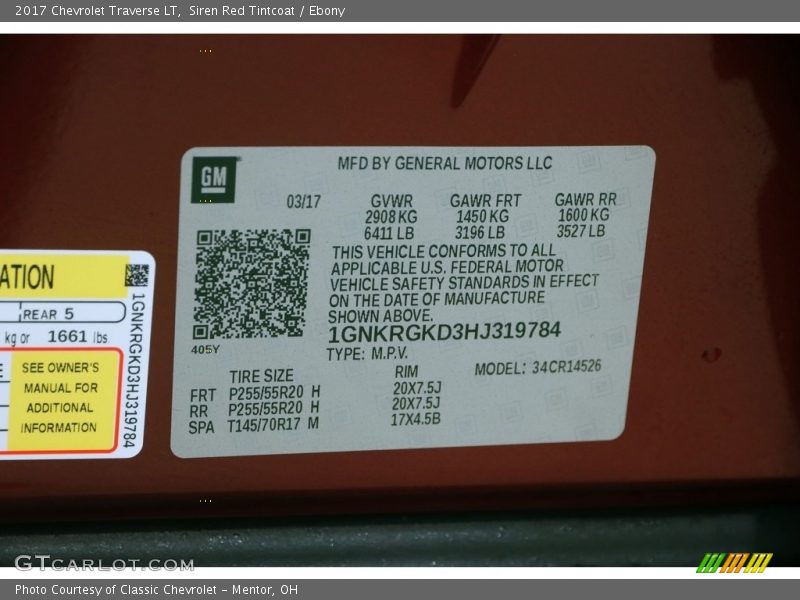 2017 Chevrolet Traverse LT, Siren Red Tintcoat / Ebony
GM
MFD BY GENERAL MOTORS LLC
03/17
GVWR GAWR FRT GAWR RR
2908 KG 1450 KG 1600 KG
6411 LB 3196 LB 3527 LB
THIS VEHICLE CONFORMS TO ALL
APPLICABLE U.S. FEDERAL MOTOR
VEHICLE SAFETY STANDARDS IN EFFECT
ON THE DATE OF MANUFACTURE
SHOWN ABOVE.
1GNKRGKD3HJ319784
405Y
TYPE: M.P.V.
MODEL: 34CR14526
TIRE SIZE RIM
FRT P255/55R20 H 20X7.5J
RR P255/55R20 H 20X7.5J
SPA T145/70R17 M 17X4.5B
ATION
REAR 5
kg or 1661 lbs
SEE OWNER'S
MANUAL FOR
ADDITIONAL
INFORMATION
1GNKRGKD3HJ319784
GTCARLOT.COM
Photo Courtesy of Classic Chevrolet - Mentor, OH